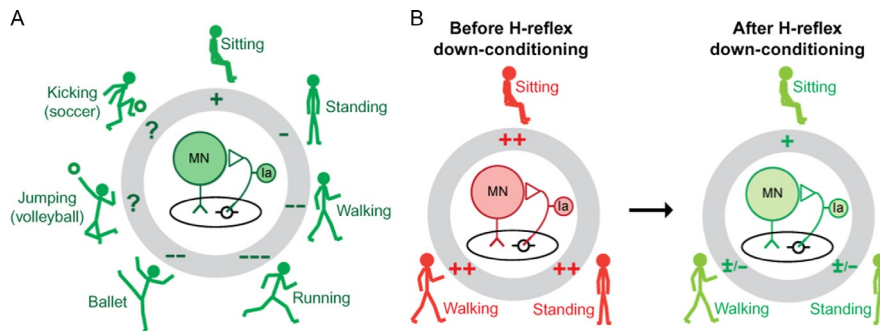 A
Sitting
Kicking
(soccer)
Standing
+
-
?
MN
Ia
Jumping
(volleyball)
?
--
Walking
--
---
Ballet
Running
B
Before H-reflex
down-conditioning
Sitting
++
MN
Ia
++
++
Walking
Standing
After H-reflex
down-conditioning
Sitting
+
MN
Ia
±/−
±/−
Walking
Standing